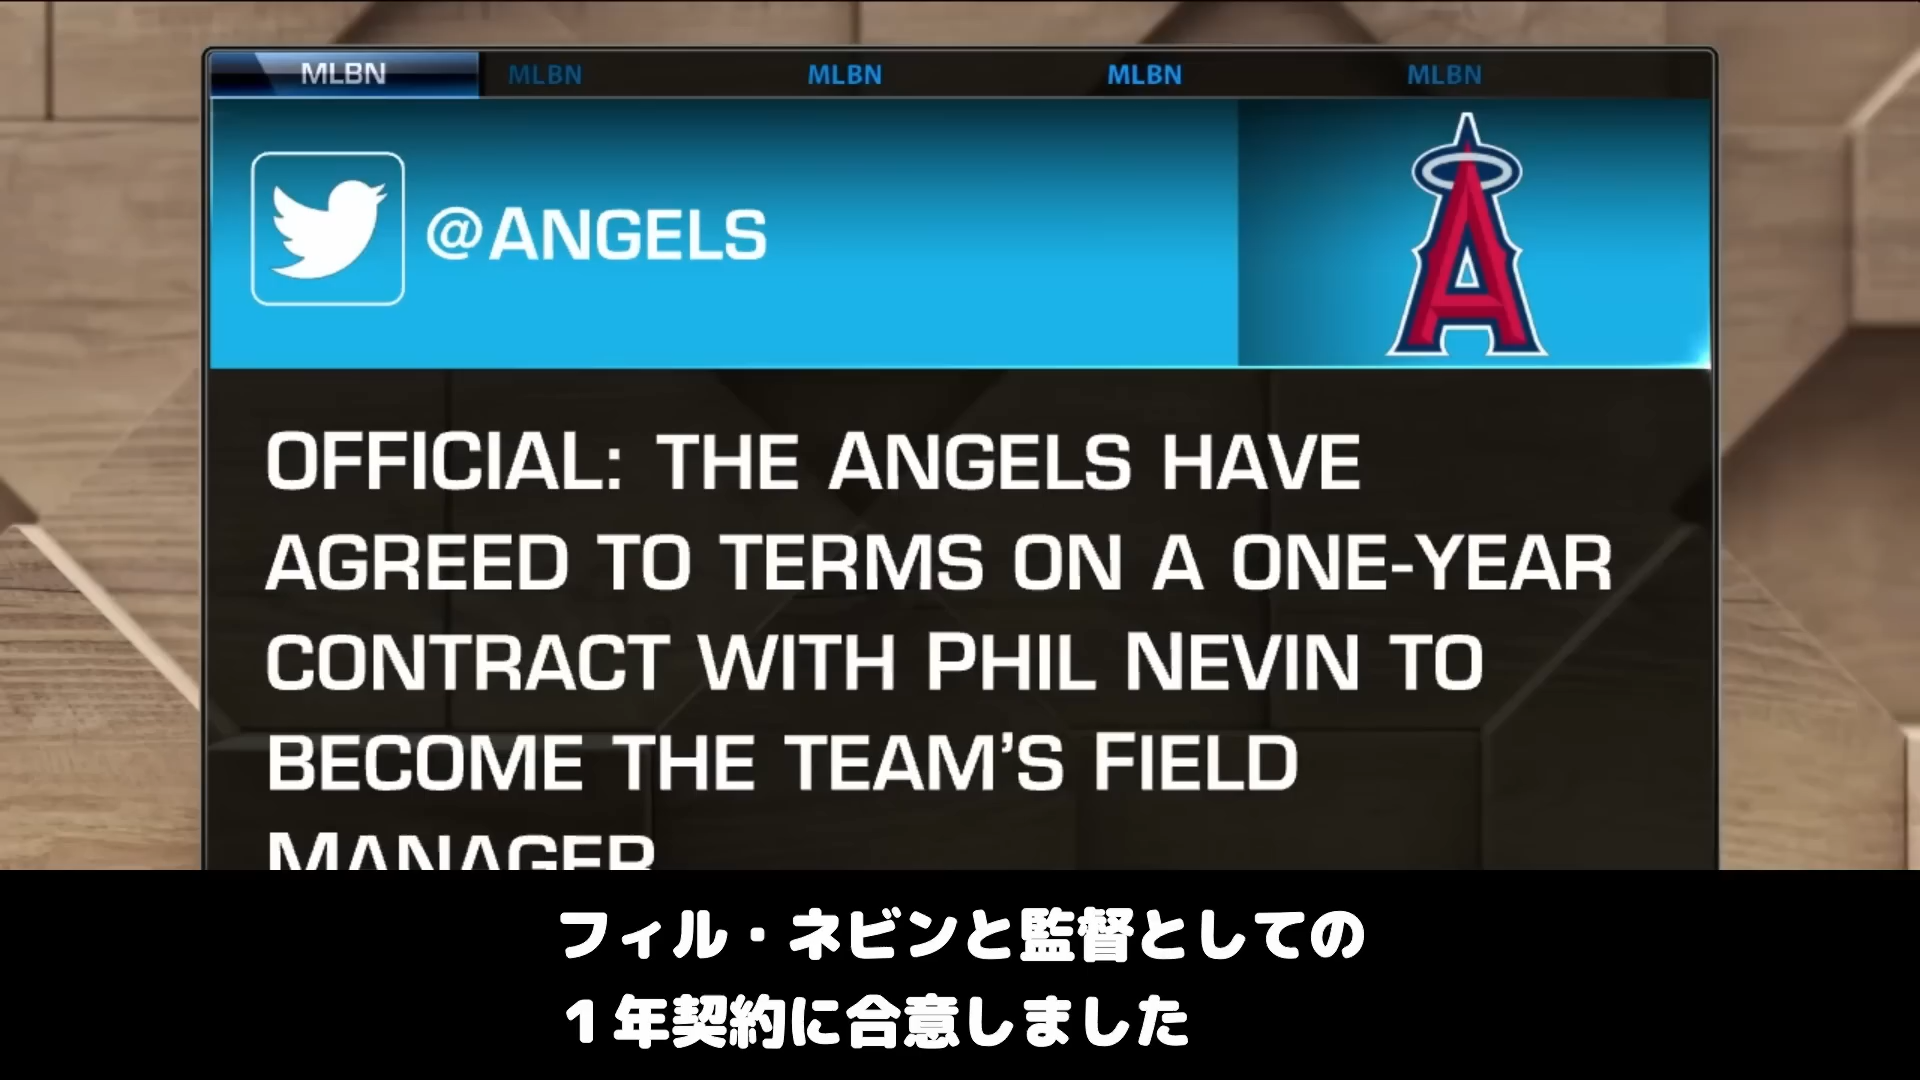 MLBN MLBN MLBN MLBN MLBN
@ANGELS
A
OFFICIAL: THE ANGELS HAVE
AGREED TO TERMS ON A ONE-YEAR
CONTRACT WITH PHIL NEVIN TO
BECOME THE TEAM'S FIELD
MANAGER
フィル・ネビンと監督としての
1年契約に合意しました